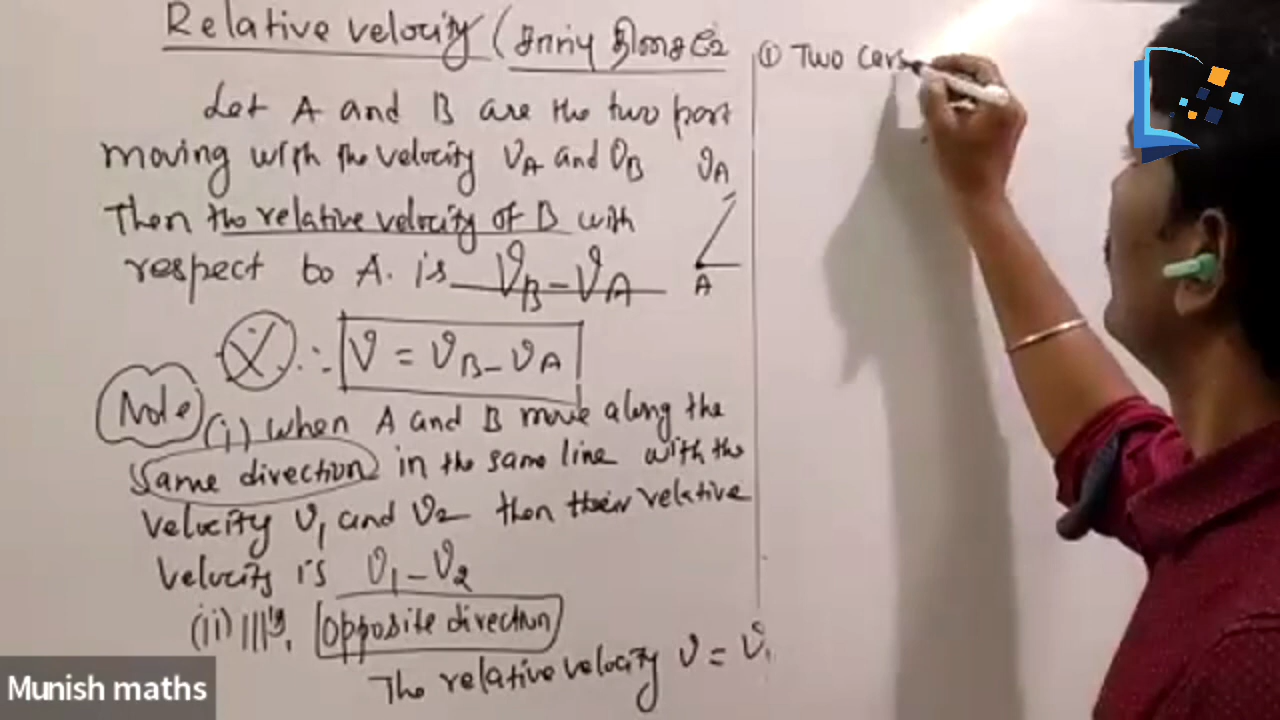 Relative velocity (சார்பு திசைவேகம்
Let A and B are the two part
moving with the velocity VA and VB
VA
Then the relative velocity of B with
respect to A. is VB - VA
A
∴ V = VB - VA
Note
(i) When A and B move along the
same direction in the same line with the
velocity V1 and V2 then their relative
velocity is V1 - V2
(ii) |||ly, opposite direction
The relative velocity V = V1
① Two cars
Munish maths